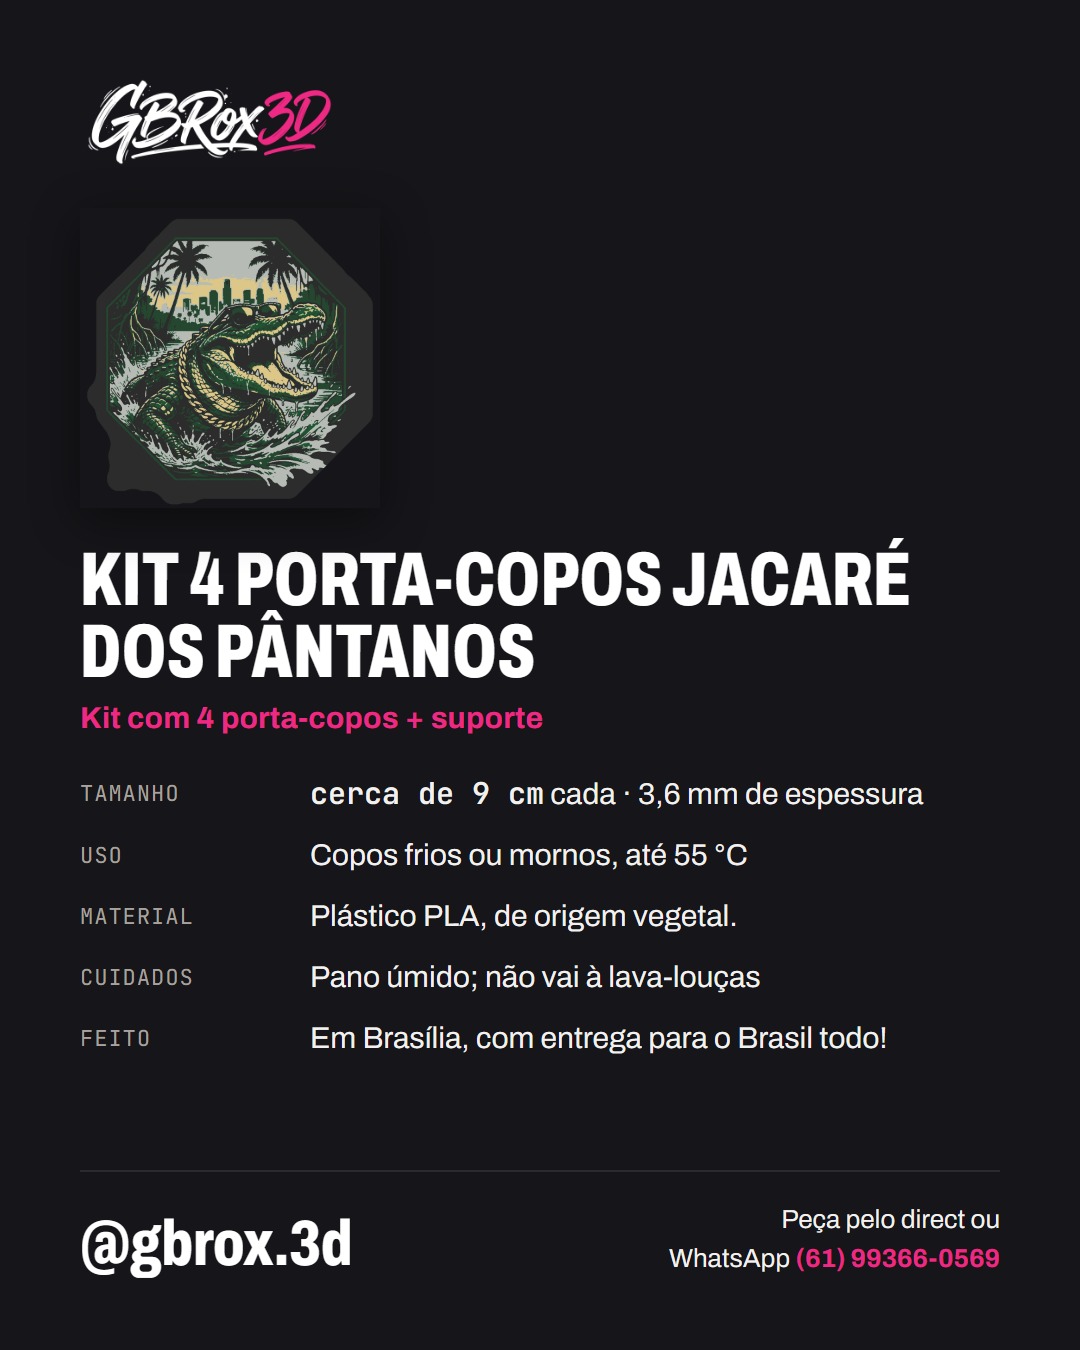 GBRox3D
KIT 4 PORTA-COPOS JACARÉ
DOS PÂNTANOS
Kit com 4 porta-copos + suporte
TAMANHO cerca de 9 cm cada · 3,6 mm de espessura
USO Copos frios ou mornos, até 55 °C
MATERIAL Plástico PLA, de origem vegetal.
CUIDADOS Pano úmido; não vai à lava-louças
FEITO Em Brasília, com entrega para o Brasil todo!
@gbrox.3d
Peça pelo direct ou
WhatsApp (61) 99366-0569